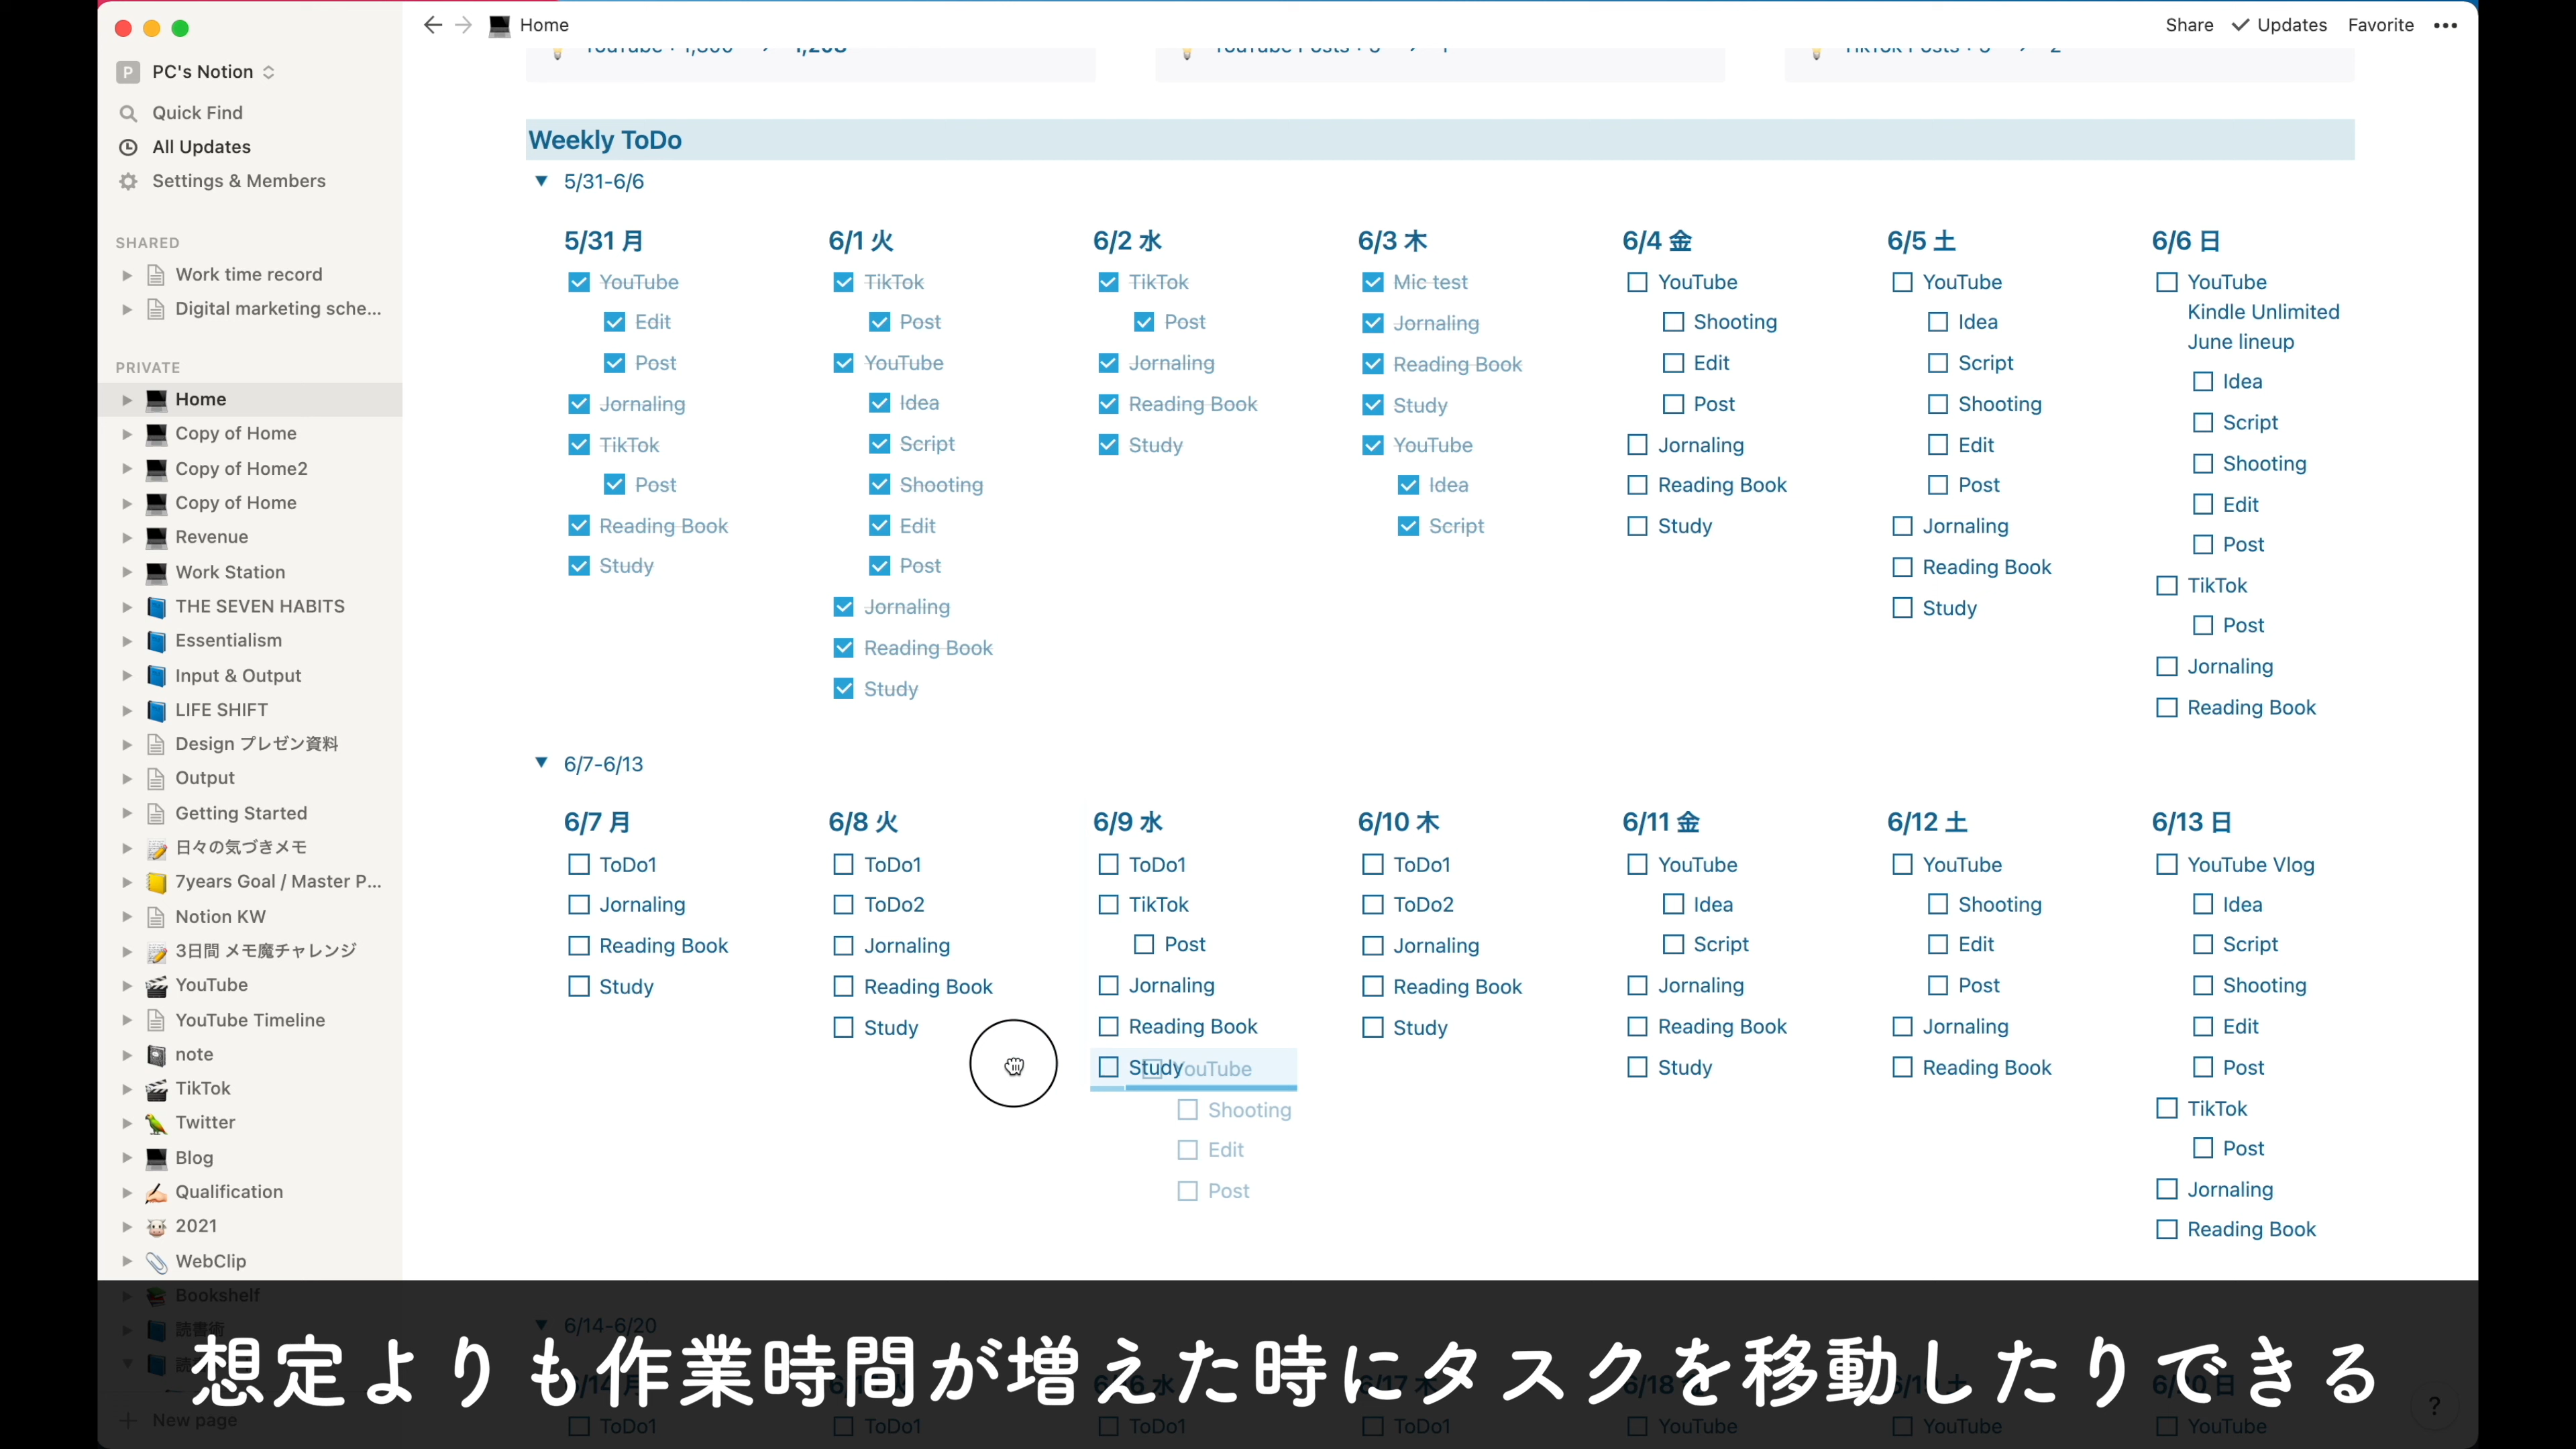 Home
Share
Updates
Favorite
PC's Notion
Quick Find
All Updates
Settings & Members
SHARED
Work time record
Digital marketing sche...
PRIVATE
Home
Copy of Home
Copy of Home2
Copy of Home
Revenue
Work Station
THE SEVEN HABITS
Essentialism
Input & Output
LIFE SHIFT
Design プレゼン資料
Output
Getting Started
日々の気づきメモ
7years Goal / Master P...
Notion KW
3日間 メモ魔チャレンジ
YouTube
YouTube Timeline
note
TikTok
Twitter
Blog
Qualification
2021
WebClip
Bookshelf
読書術
New page
Weekly ToDo
5/31-6/6
5/31 月
YouTube
Edit
Post
Jornaling
TikTok
Post
Reading Book
Study
6/1 火
TikTok
Post
YouTube
Idea
Script
Shooting
Edit
Post
Jornaling
Reading Book
Study
6/2 水
TikTok
Post
Jornaling
Reading Book
Study
6/3 木
Mic test
Jornaling
Reading Book
Study
YouTube
Idea
Script
6/4 金
YouTube
Shooting
Edit
Post
Jornaling
Reading Book
Study
6/5 土
YouTube
Idea
Script
Shooting
Edit
Post
Jornaling
Reading Book
Study
6/6 日
YouTube
Kindle Unlimited
June lineup
Idea
Script
Shooting
Edit
Post
TikTok
Post
Jornaling
Reading Book
6/7-6/13
6/7 月
ToDo1
Jornaling
Reading Book
Study
6/8 火
ToDo1
ToDo2
Jornaling
Reading Book
Study
6/9 水
ToDo1
TikTok
Post
Jornaling
Reading Book
Study
YouTube
Shooting
Edit
Post
6/10 木
ToDo1
ToDo2
Jornaling
Reading Book
Study
6/11 金
YouTube
Idea
Script
Jornaling
Reading Book
Study
6/12 土
YouTube
Shooting
Edit
Post
Jornaling
Reading Book
6/13 日
YouTube Vlog
Idea
Script
Shooting
Edit
Post
TikTok
Post
Jornaling
Reading Book
6/14-6/20
ToDo1
ToDo1
ToDo1
ToDo1
YouTube
YouTube
YouTube
想定よりも作業時間が増えた時にタスクを移動したりできる